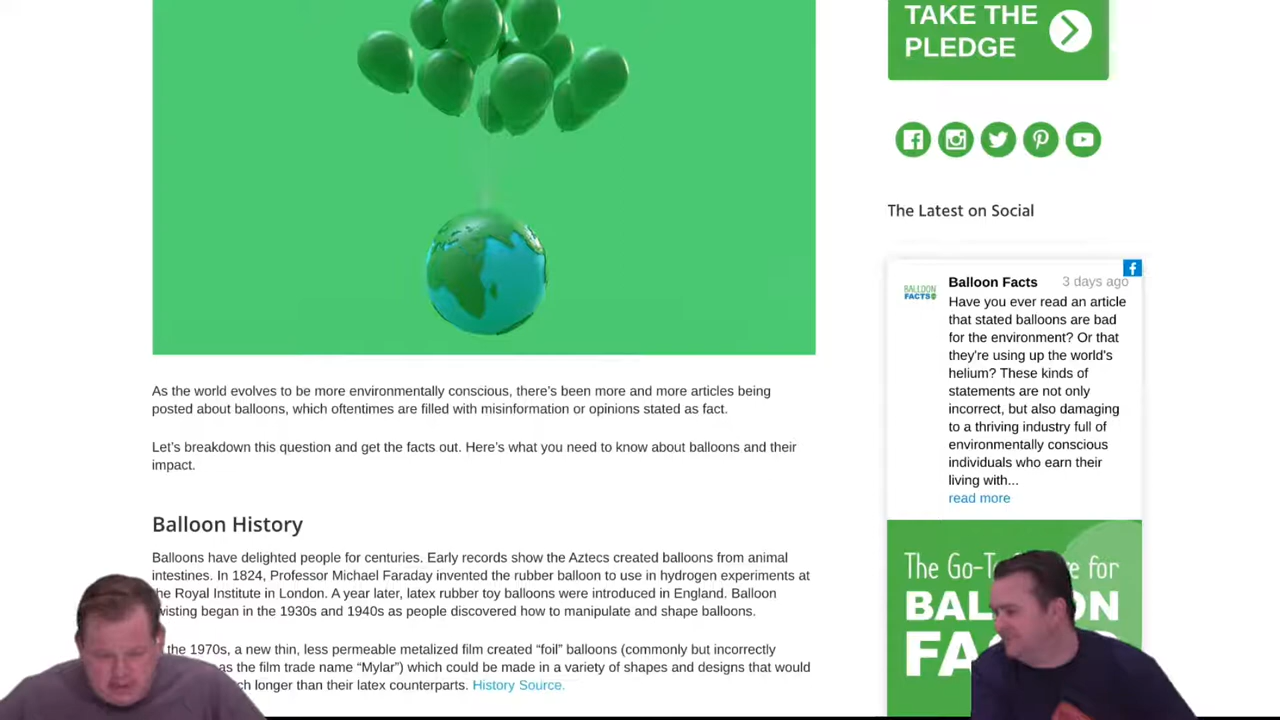 TAKE THE
PLEDGE
The Latest on Social
BALLOON
FACTS
Balloon Facts 3 days ago
Have you ever read an article
that stated balloons are bad
for the environment? Or that
they're using up the world's
helium? These kinds of
statements are not only
incorrect, but also damaging
to a thriving industry full of
environmentally conscious
individuals who earn their
living with...
read more
As the world evolves to be more environmentally conscious, there's been more and more articles being
posted about balloons, which oftentimes are filled with misinformation or opinions stated as fact.
Let's breakdown this question and get the facts out. Here's what you need to know about balloons and their
impact.
Balloon History
Balloons have delighted people for centuries. Early records show the Aztecs created balloons from animal
intestines. In 1824, Professor Michael Faraday invented the rubber balloon to use in hydrogen experiments at
the Royal Institute in London. A year later, latex rubber toy balloons were introduced in England. Balloon
wisting began in the 1930s and 1940s as people discovered how to manipulate and shape balloons.
the 1970s, a new thin, less permeable metalized film created "foil" balloons (commonly but incorrectly
as the film trade name "Mylar") which could be made in a variety of shapes and designs that would
longer than their latex counterparts. History Source.
The Go-T e for
BAL ON
FA